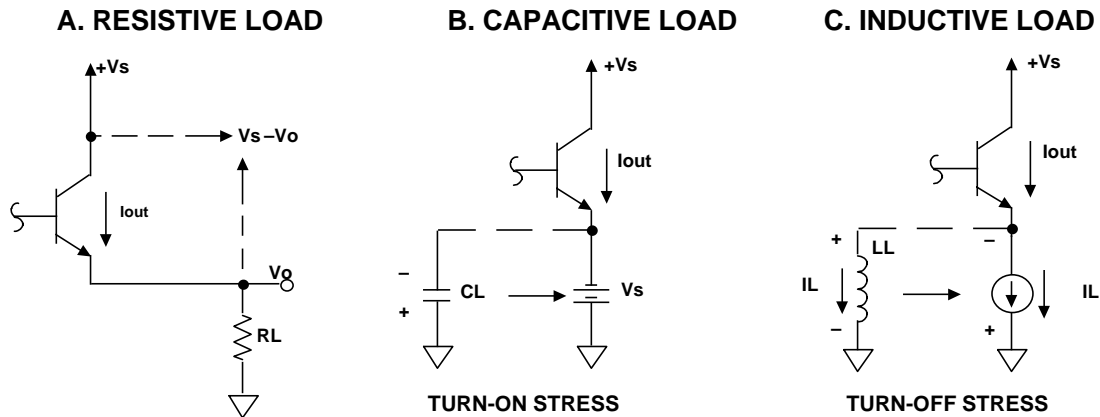 A. RESISTIVE LOAD
+Vs
Vs –Vo
Iout
Vo
RL
B. CAPACITIVE LOAD
+Vs
Iout
–
CL
+
Vs
TURN-ON STRESS
C. INDUCTIVE LOAD
+Vs
Iout
+
LL
–
IL
IL
–
+
TURN-OFF STRESS